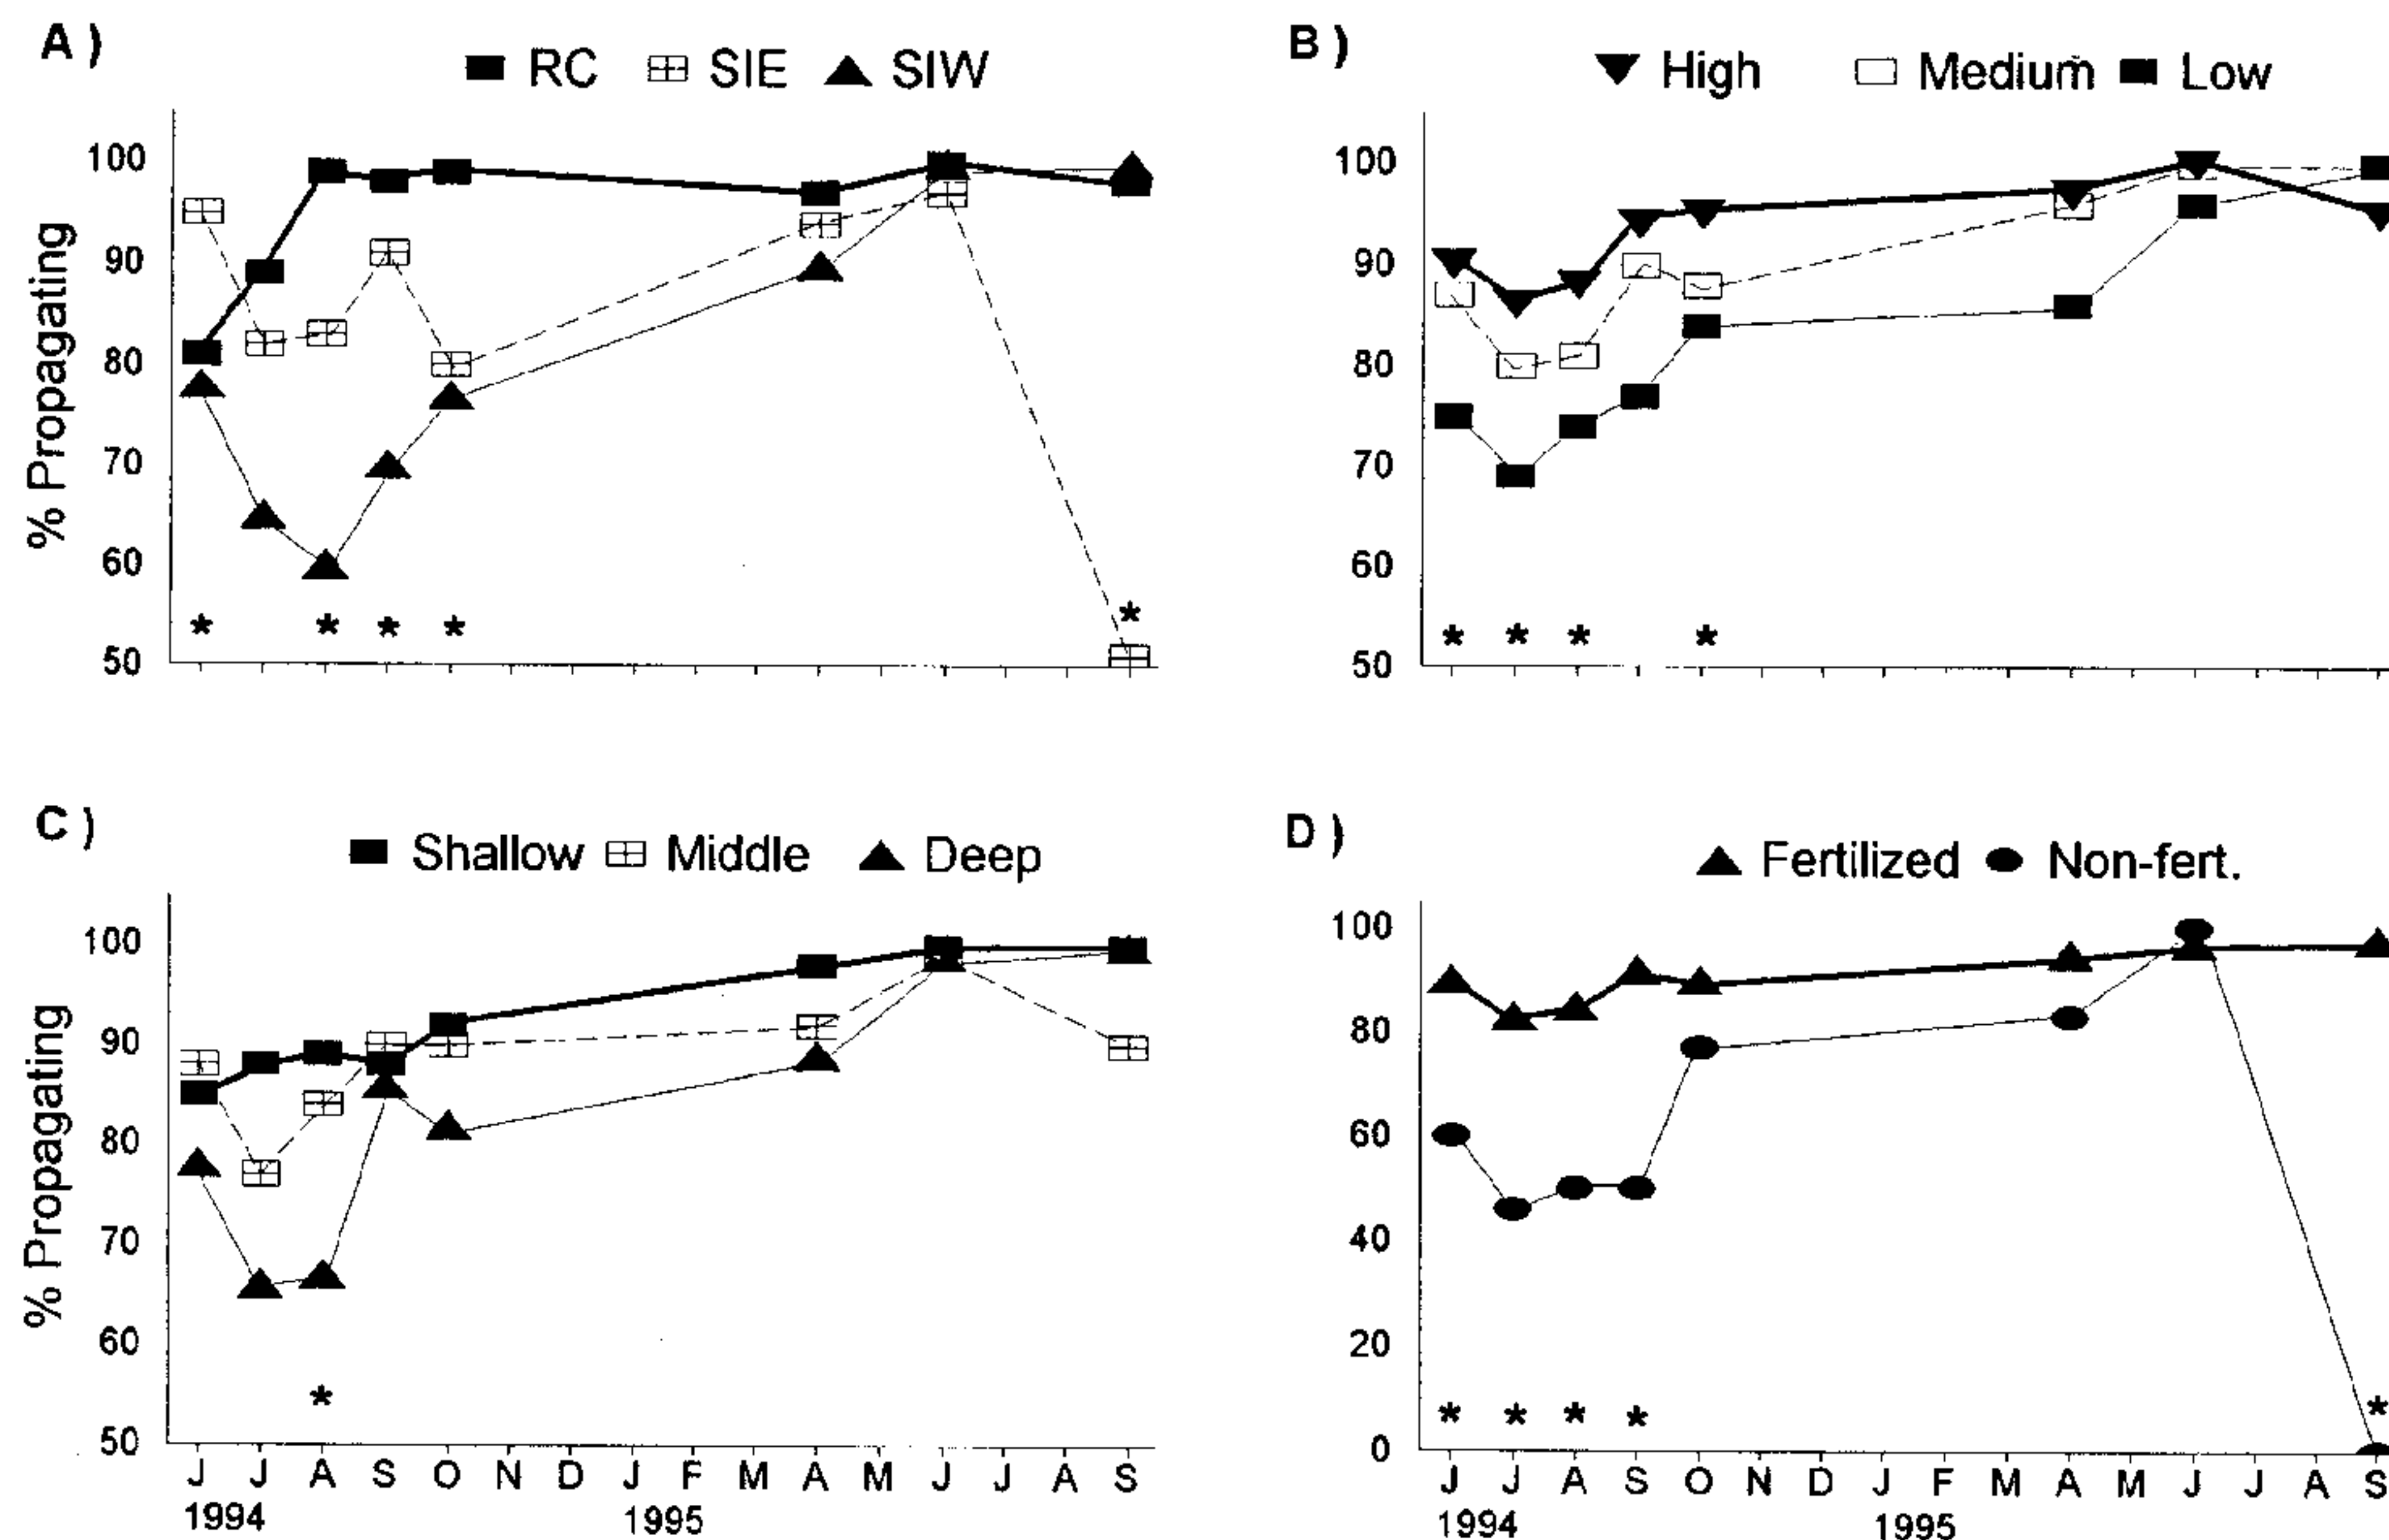 A )
RC SIE SIW
% Propagating
100
90
80
70
60
50
* * * * *
B )
High Medium Low
100
90
80
70
60
50
* * * *
C )
Shallow Middle Deep
% Propagating
100
90
80
70
60
50
*
J J A S O N D J F M A M J J A S
1994 1995
D )
Fertilized Non-fert.
100
80
60
40
20
0
* * * * *
J J A S O N D J F M A M J J A S
1994 1995